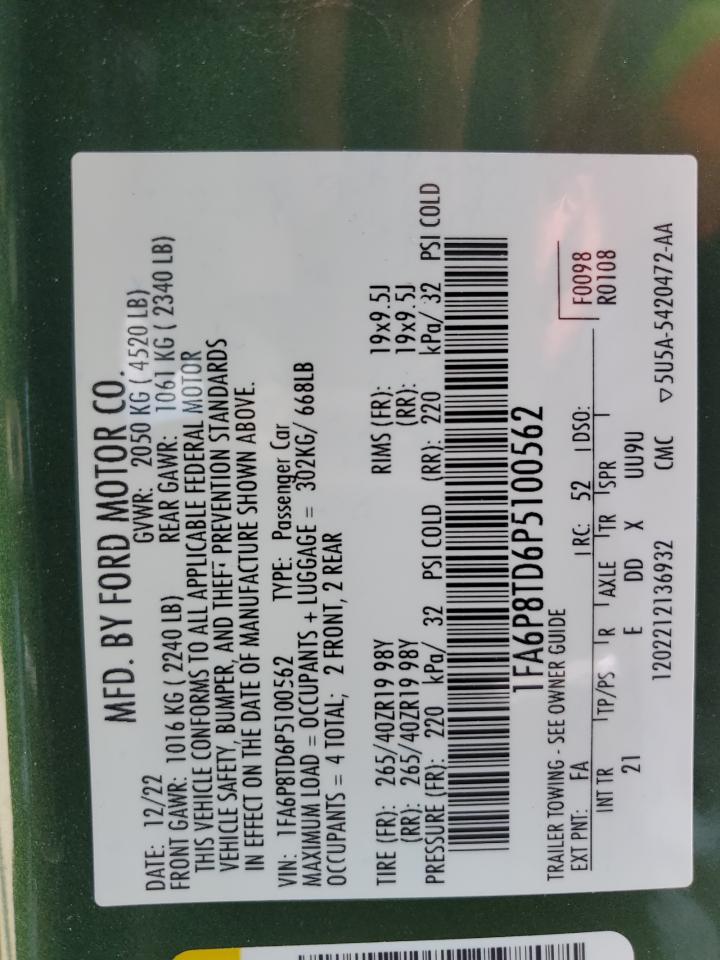 MFD. BY FORD MOTOR CO.
DATE: 12/22 GVWR: 2050 KG ( 4520 LB)
FRONT GAWR: 1016 KG ( 2240 LB) REAR GAWR: 1061 KG ( 2340 LB)
THIS VEHICLE CONFORMS TO ALL APPLICABLE FEDERAL MOTOR
VEHICLE SAFETY, BUMPER, AND THEFT PREVENTION STANDARDS
IN EFFECT ON THE DATE OF MANUFACTURE SHOWN ABOVE.
VIN: 1FA6P8TD6P5100562 TYPE: Passenger Car
MAXIMUM LOAD = OCCUPANTS + LUGGAGE = 302KG/ 668LB
OCCUPANTS = 4 TOTAL; 2 FRONT, 2 REAR
TIRE (FR): 265/40ZR19 98Y RIMS (FR): 19x9.5J
(RR): 265/40ZR19 98Y (RR): 19x9.5J
PRESSURE (FR): 220 kPa/ 32 PSI COLD (RR): 220 kPa/ 32 PSI COLD
1FA6P8TD6P5100562
TRAILER TOWING - SEE OWNER GUIDE
EXT PNT: FA RC: 52 DSO: F0098
INT TR TP/PS R AXLE TR SPR R0108
21 E DD X UU9U
1202212136932 CMC ▽5U5A-5420472-AA